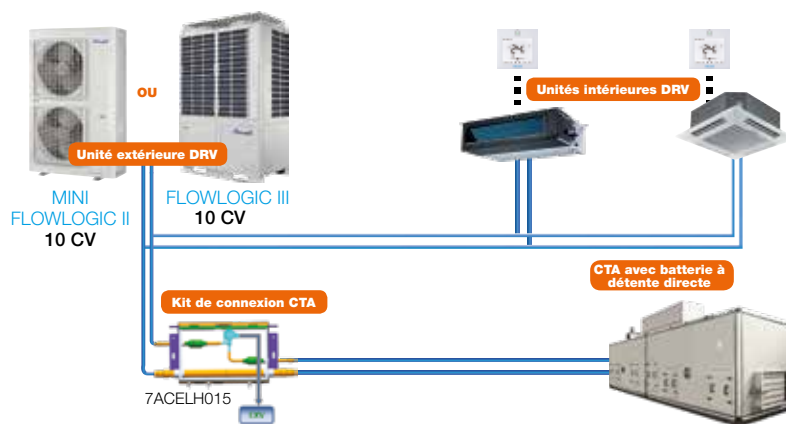 OU
Unités intérieures DRV
Unité extérieure DRV
MINI
FLOWLOGIC II
10 CV
FLOWLOGIC III
10 CV
CTA avec batterie à
détente directe
Kit de connexion CTA
7ACELH015